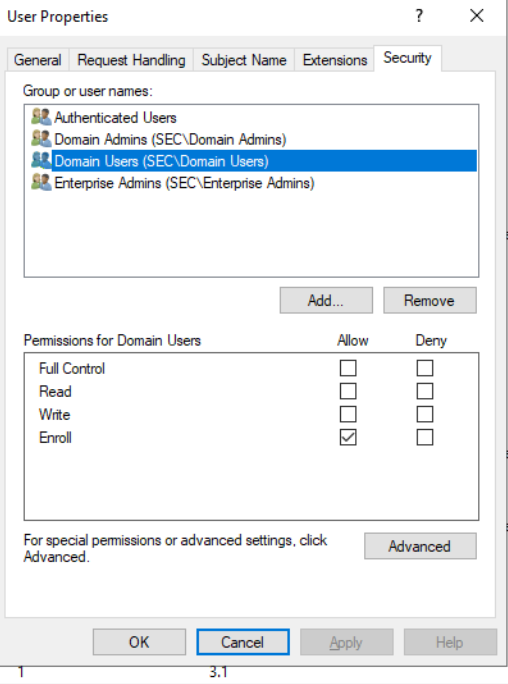 User Properties ? ×
General Request Handling Subject Name Extensions Security
Group or user names:
Authenticated Users
Domain Admins (SEC\Domain Admins)
Domain Users (SEC\Domain Users)
Enterprise Admins (SEC\Enterprise Admins)
Add... Remove
Permissions for Domain Users Allow Deny
Full Control
Read
Write
Enroll
For special permissions or advanced settings, click
Advanced.
Advanced
OK Cancel Apply Help
1 3.1